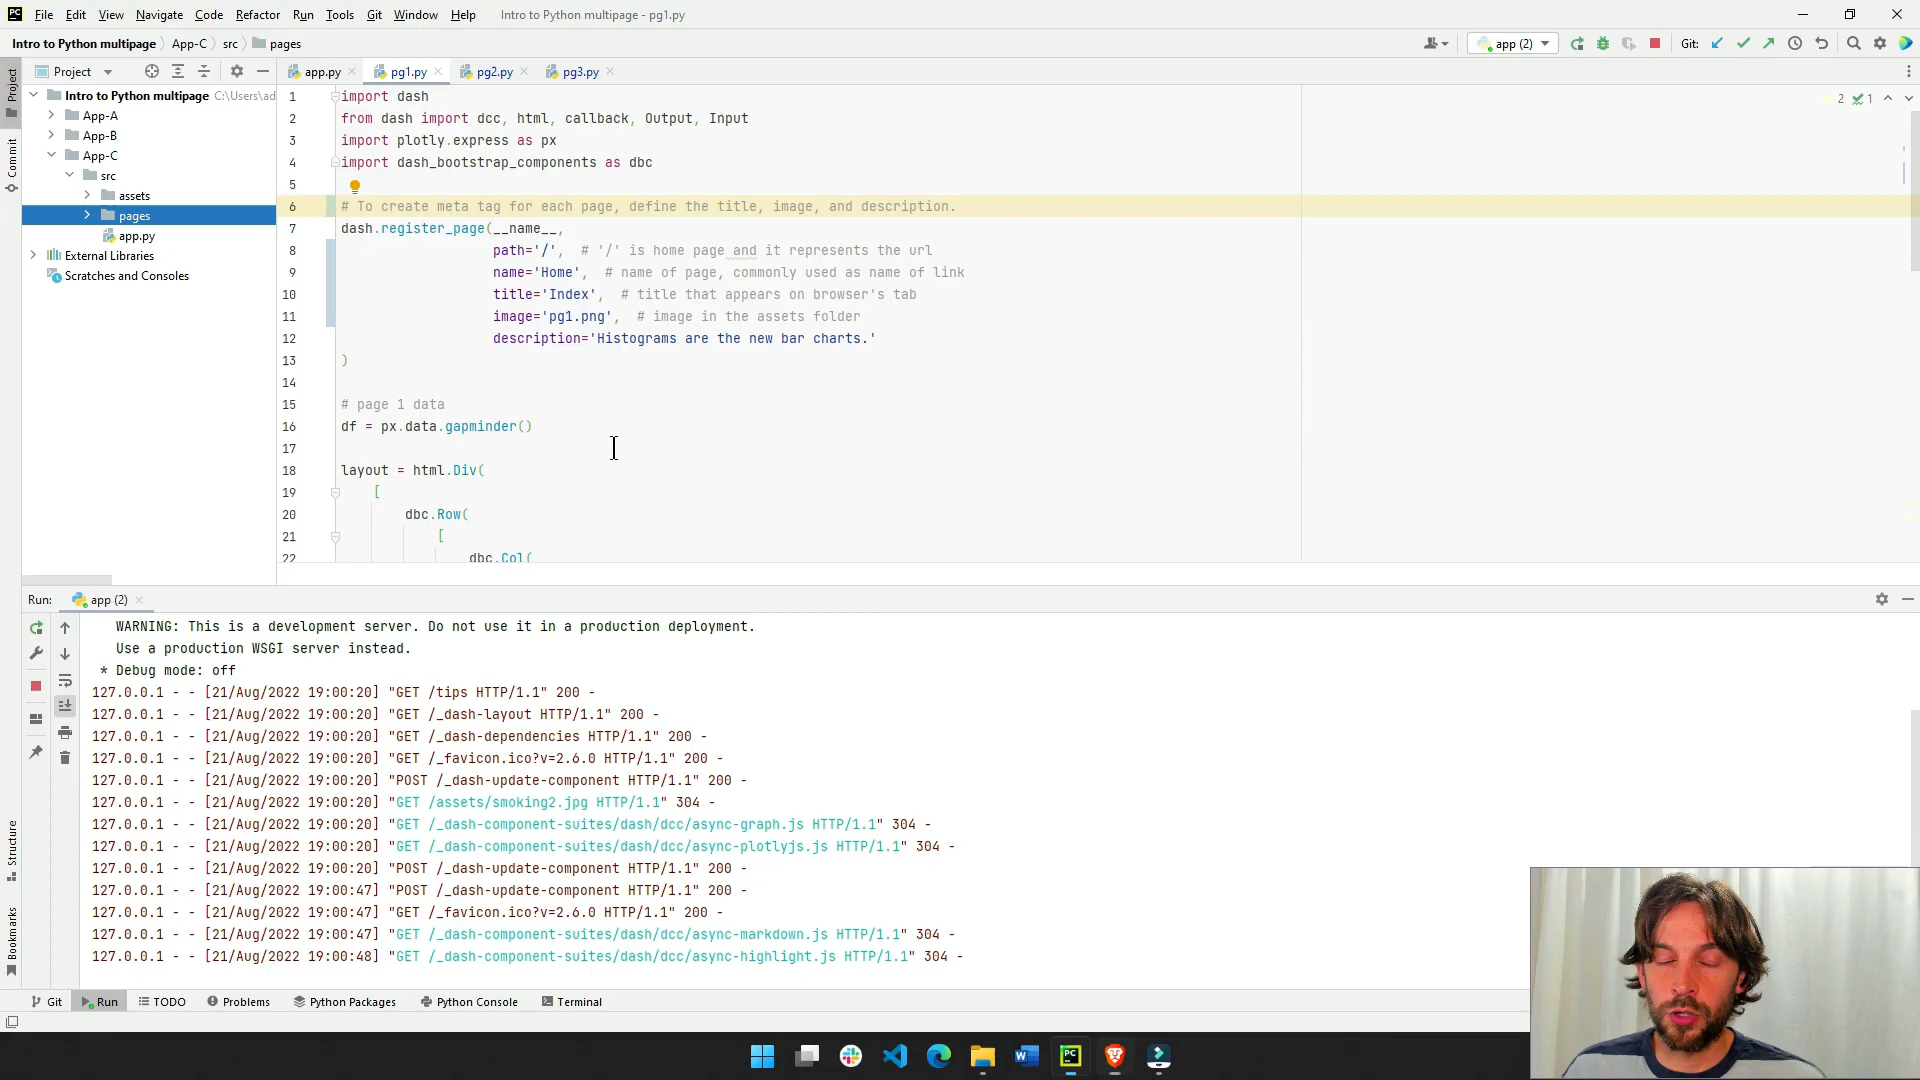 PC File Edit View Navigate Code Refactor Run Tools Git Window Help Intro to Python multipage - pg1.py
Intro to Python multipage App-C src pages app (2) Git:
Project app.py pg1.py pg2.py pg3.py
Project
Commit
Intro to Python multipage C:\Users\ad
App-A
App-B
App-C
src
assets
pages
app.py
External Libraries
Scratches and Consoles
2 1
1 import dash
2 from dash import dcc, html, callback, Output, Input
3 import plotly.express as px
4 import dash_bootstrap_components as dbc
5
6 # To create meta tag for each page, define the title, image, and description.
7 dash.register_page(__name__,
8 path='/', # '/' is home page and it represents the url
9 name='Home', # name of page, commonly used as name of link
10 title='Index', # title that appears on browser's tab
11 image='pg1.png', # image in the assets folder
12 description='Histograms are the new bar charts.'
13 )
14
15 # page 1 data
16 df = px.data.gapminder()
17
18 layout = html.Div(
19 [
20 dbc.Row(
21 [
22 dbc.Col(
Run: app (2)
WARNING: This is a development server. Do not use it in a production deployment.
Use a production WSGI server instead.
* Debug mode: off
127.0.0.1 - - [21/Aug/2022 19:00:20] "GET /tips HTTP/1.1" 200 -
127.0.0.1 - - [21/Aug/2022 19:00:20] "GET /_dash-layout HTTP/1.1" 200 -
127.0.0.1 - - [21/Aug/2022 19:00:20] "GET /_dash-dependencies HTTP/1.1" 200 -
127.0.0.1 - - [21/Aug/2022 19:00:20] "GET /_favicon.ico?v=2.6.0 HTTP/1.1" 200 -
127.0.0.1 - - [21/Aug/2022 19:00:20] "POST /_dash-update-component HTTP/1.1" 200 -
127.0.0.1 - - [21/Aug/2022 19:00:20] "GET /assets/smoking2.jpg HTTP/1.1" 304 -
127.0.0.1 - - [21/Aug/2022 19:00:20] "GET /_dash-component-suites/dash/dcc/async-graph.js HTTP/1.1" 304 -
127.0.0.1 - - [21/Aug/2022 19:00:20] "GET /_dash-component-suites/dash/dcc/async-plotlyjs.js HTTP/1.1" 304 -
127.0.0.1 - - [21/Aug/2022 19:00:20] "POST /_dash-update-component HTTP/1.1" 200 -
127.0.0.1 - - [21/Aug/2022 19:00:47] "POST /_dash-update-component HTTP/1.1" 200 -
127.0.0.1 - - [21/Aug/2022 19:00:47] "GET /_favicon.ico?v=2.6.0 HTTP/1.1" 200 -
127.0.0.1 - - [21/Aug/2022 19:00:47] "GET /_dash-component-suites/dash/dcc/async-markdown.js HTTP/1.1" 304 -
127.0.0.1 - - [21/Aug/2022 19:00:48] "GET /_dash-component-suites/dash/dcc/async-highlight.js HTTP/1.1" 304 -
Structure
Bookmarks
Git Run TODO Problems Python Packages Python Console Terminal
W PC